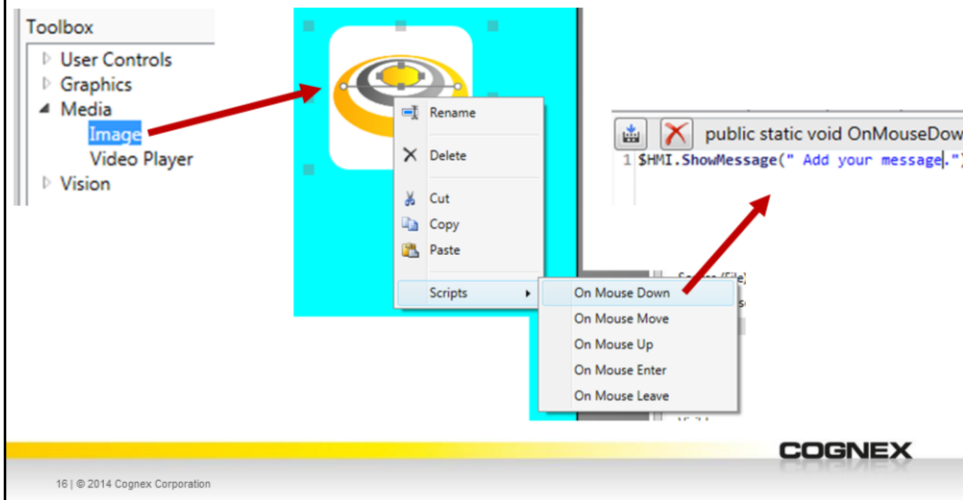 Toolbox
User Controls
Graphics
Media
Image
Video Player
Vision
Rename
Delete
Cut
Copy
Paste
Scripts
On Mouse Down
On Mouse Move
On Mouse Up
On Mouse Enter
On Mouse Leave
public static void OnMouseDow
1 $HMI.ShowMessage(" Add your message.")
COGNEX
16 | © 2014 Cognex Corporation